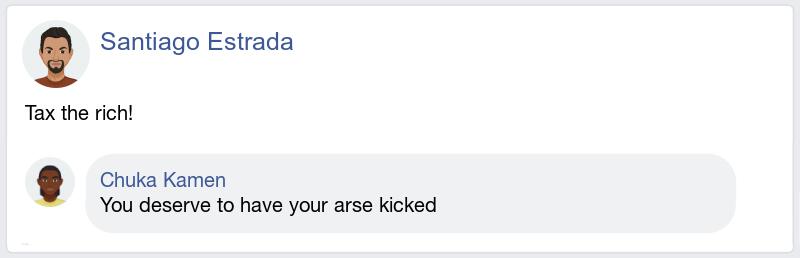 Santiago Estrada
Tax the rich!
Chuka Kamen
You deserve to have your arse kicked